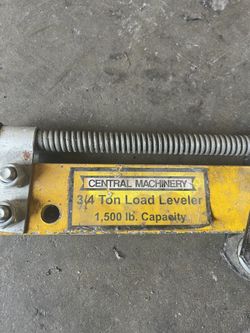 CENTRAL MACHINERY
3/4 Ton Load Leveler
1,500 lb. Capacity